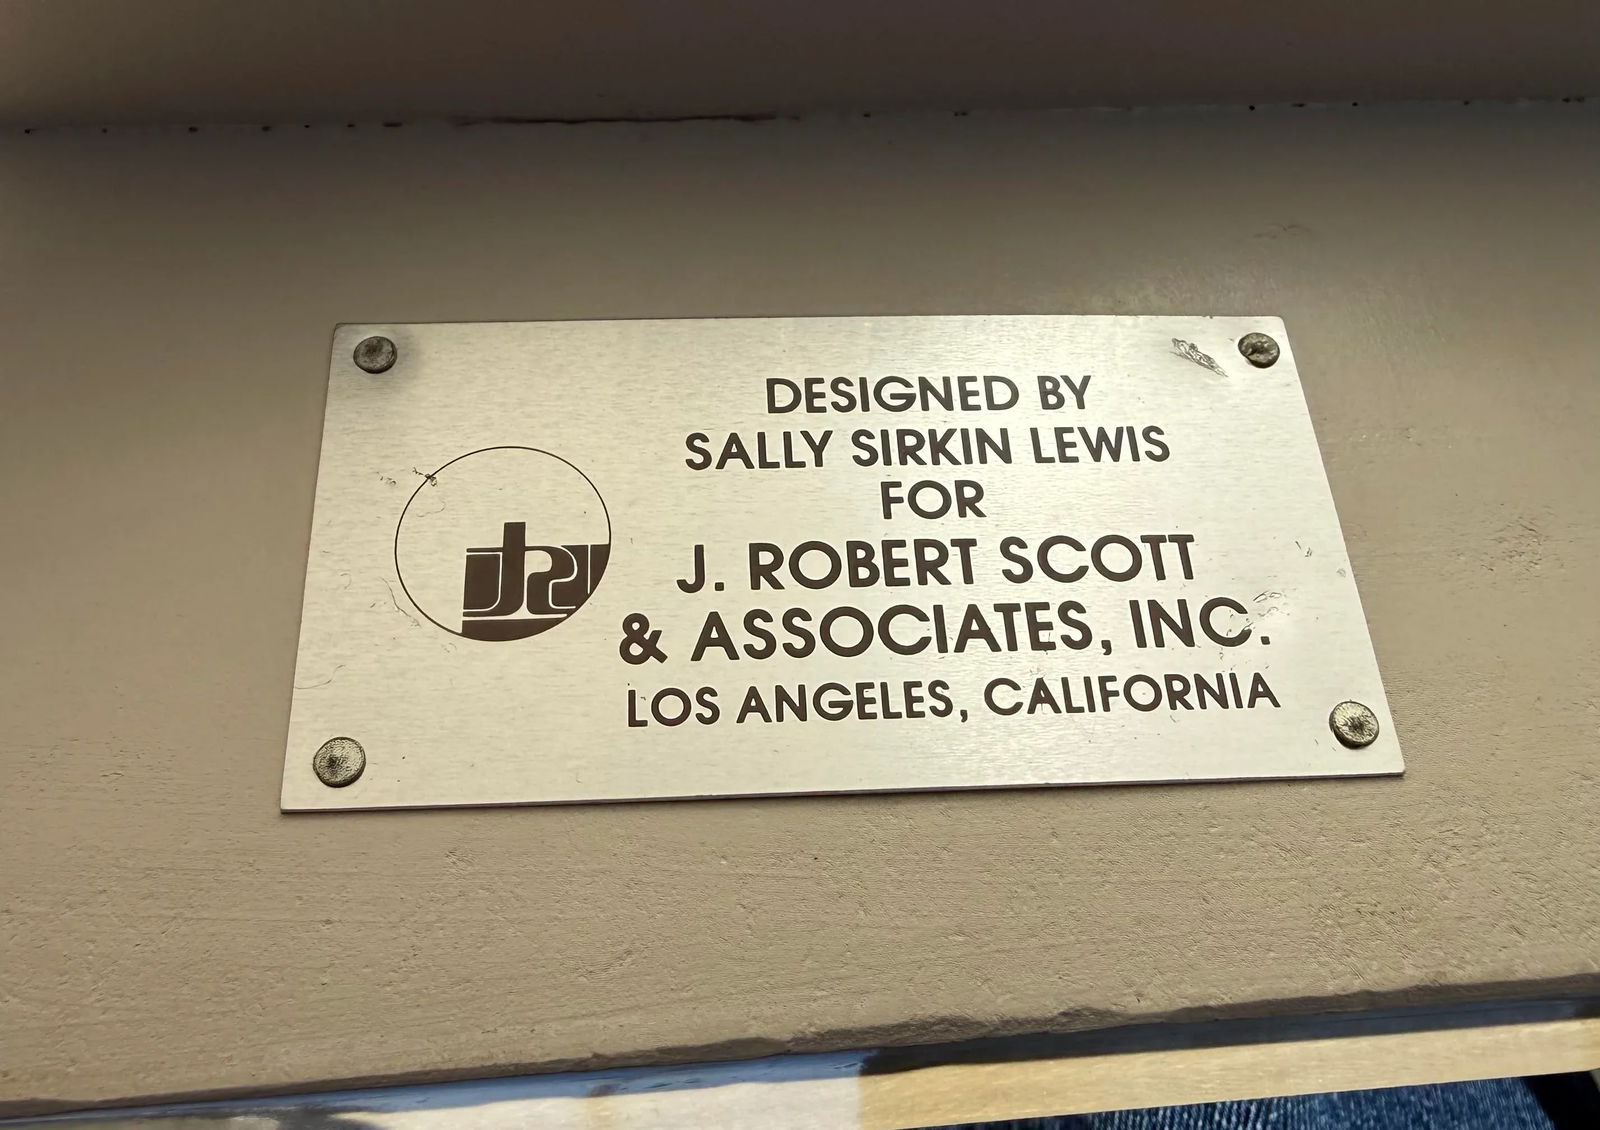 DESIGNED BY
SALLY SIRKIN LEWIS
FOR
J. ROBERT SCOTT
& ASSOCIATES, INC.
LOS ANGELES, CALIFORNIA